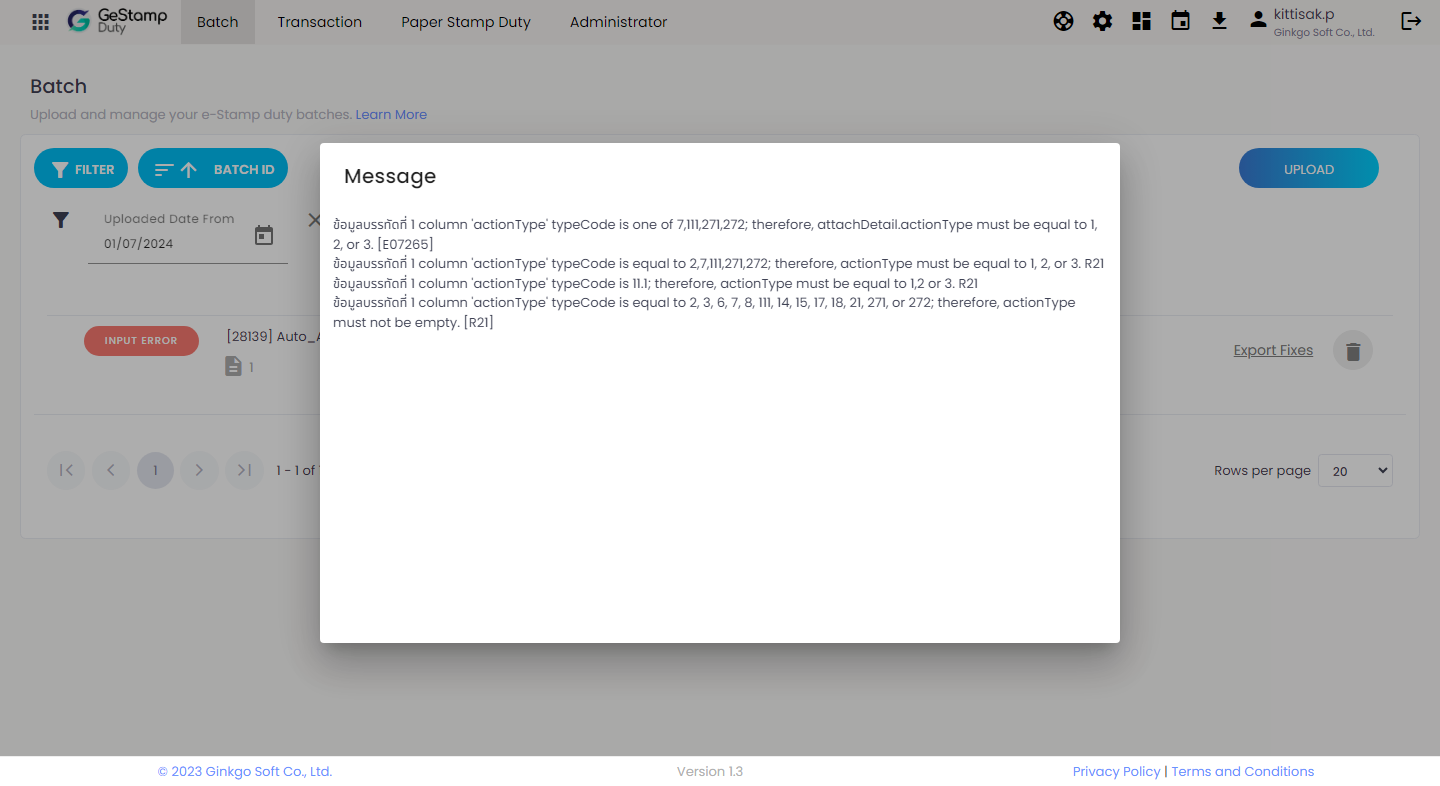 GeStamp
Duty
Batch
Transaction
Paper Stamp Duty
Administrator
kittisak.p
Ginkgo Soft Co., Ltd.
Batch
Upload and manage your e-Stamp duty batches. Learn More
FILTER
BATCH ID
UPLOAD
Uploaded Date From
01/07/2024
Message
ข้อมูลบรรทัดที่ 1 column 'actionType' typeCode is one of 7,111,271,272; therefore, attachDetail.actionType must be equal to 1,
2, or 3. [E07265]
ข้อมูลบรรทัดที่ 1 column 'actionType' typeCode is equal to 2,7,111,271,272; therefore, actionType must be equal to 1, 2, or 3. R21
ข้อมูลบรรทัดที่ 1 column 'actionType' typeCode is 11.1; therefore, actionType must be equal to 1,2 or 3. R21
ข้อมูลบรรทัดที่ 1 column 'actionType' typeCode is equal to 2, 3, 6, 7, 8, 111, 14, 15, 17, 18, 21, 271, or 272; therefore, actionType
must not be empty. [R21]
INPUT ERROR
[28139] Auto_
1
Export Fixes
1
1 - 1 of
Rows per page
20
© 2023 Ginkgo Soft Co., Ltd.
Version 1.3
Privacy Policy | Terms and Conditions